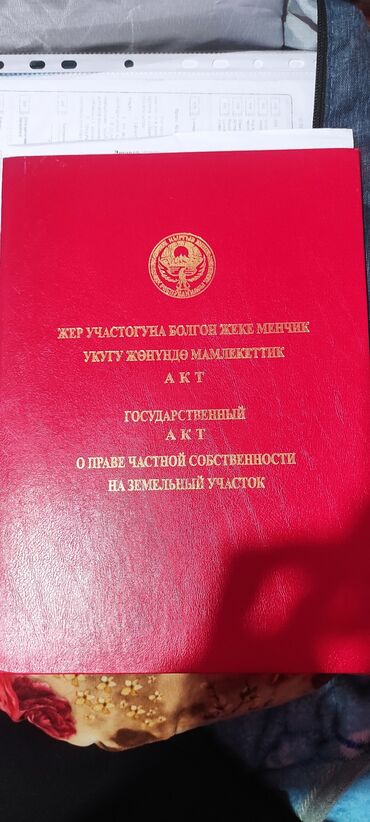 ЖЕР УЧАСТОГУНА БОЛГОН ЖЕКЕ МЕНЧИК
УКУГУ ЖӨНҮНДӨ МАМЛЕКЕТТИК
АКТ
ГОСУДАРСТВЕННЫЙ
АКТ
О ПРАВЕ ЧАСТНОЙ СОБСТВЕННОСТИ
НА ЗЕМЕЛЬНЫЙ УЧАСТОК